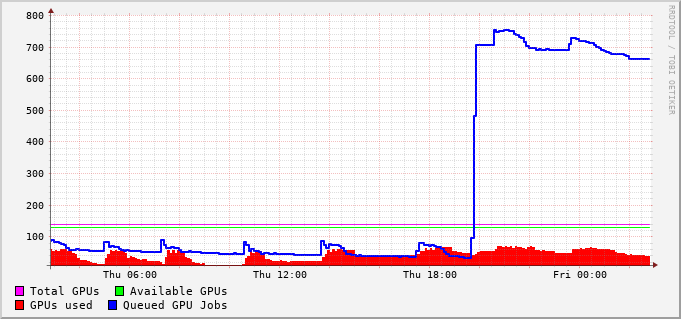 800
700
600
500
400
300
200
100
Thu 06:00 Thu 12:00 Thu 18:00 Fri 00:00
Total GPUs Available GPUs
GPUs used Queued GPU Jobs
RRDTOOL / TOBI OETIKER